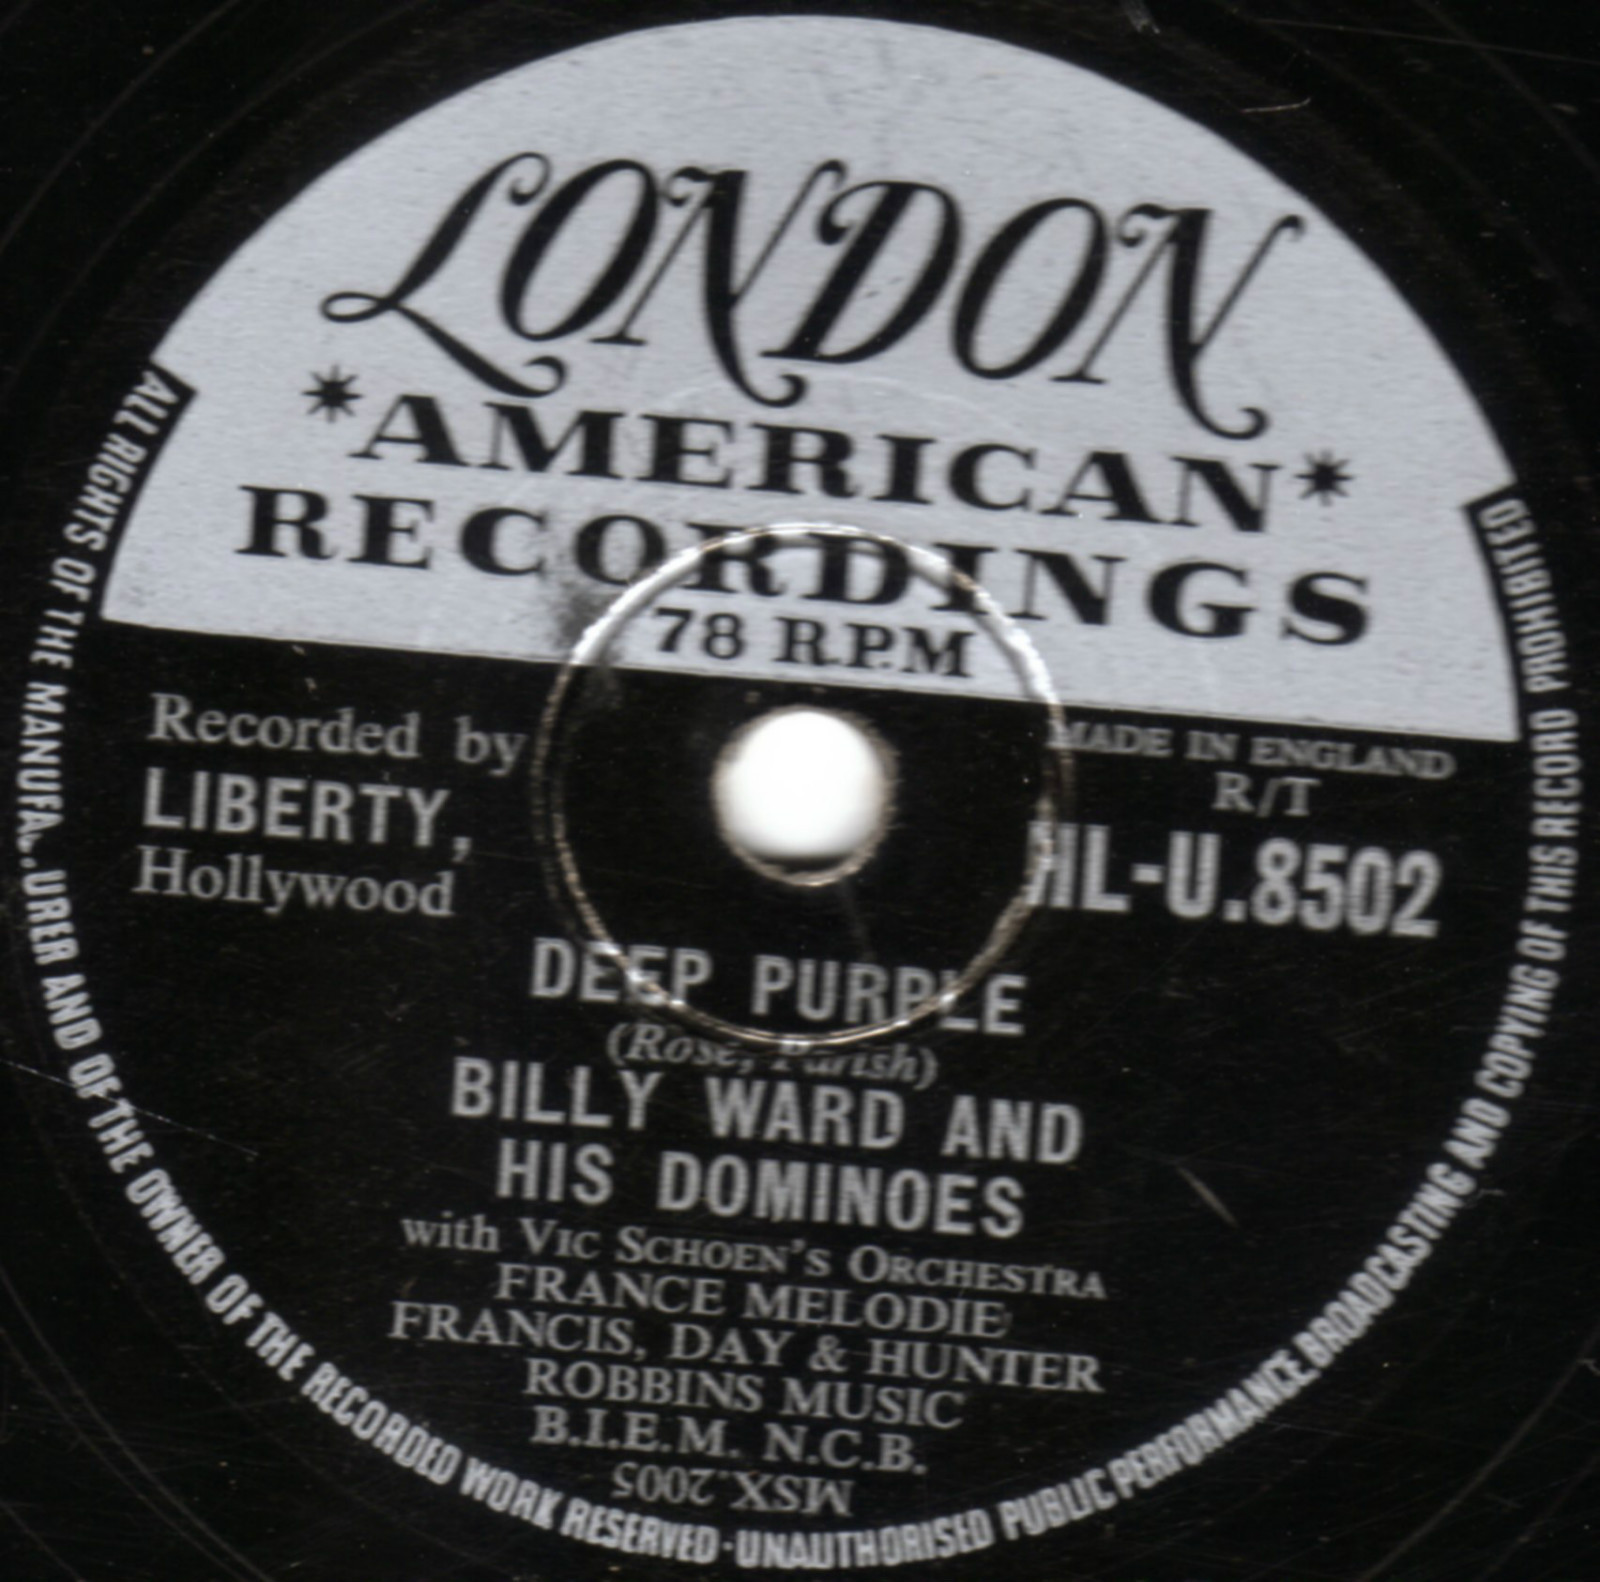 LONDON
*AMERICAN*
RECORDINGS
78 R.P.M
Recorded by
LIBERTY,
Hollywood
MADE IN ENGLAND
R/T
HL-U.8502
DEEP PURPLE
(Rose, Parish)
BILLY WARD AND
HIS DOMINOES
with VIC SCHOEN'S ORCHESTRA
FRANCE MELODIE
FRANCIS, DAY & HUNTER
ROBBINS MUSIC
B.I.E.M. N.C.B.
MSX.2005
ALL RIGHTS OF THE MANUFACTURER AND OF THE OWNER OF THE RECORDED WORK RESERVED·UNAUTHORISED PUBLIC PERFORMANCE. BROADCASTING AND COPYING OF THIS RECORD PROHIBITED